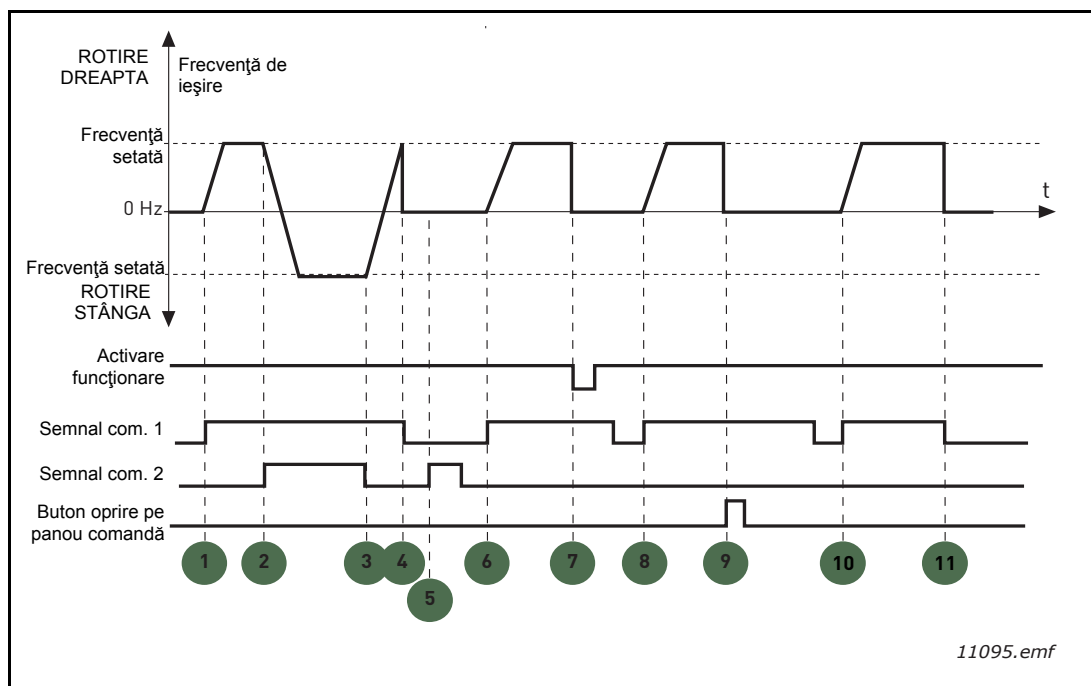 ROTIRE
DREAPTA
Frecvenţă de
ieşire
Frecvenţă
setată
0 Hz
t
Frecvenţă setată
ROTIRE
STÂNGA
Activare
funcţionare
Semnal com. 1
Semnal com. 2
Buton oprire pe
panou comandă
1
2
3
4
5
6
7
8
9
10
11
11095.emf